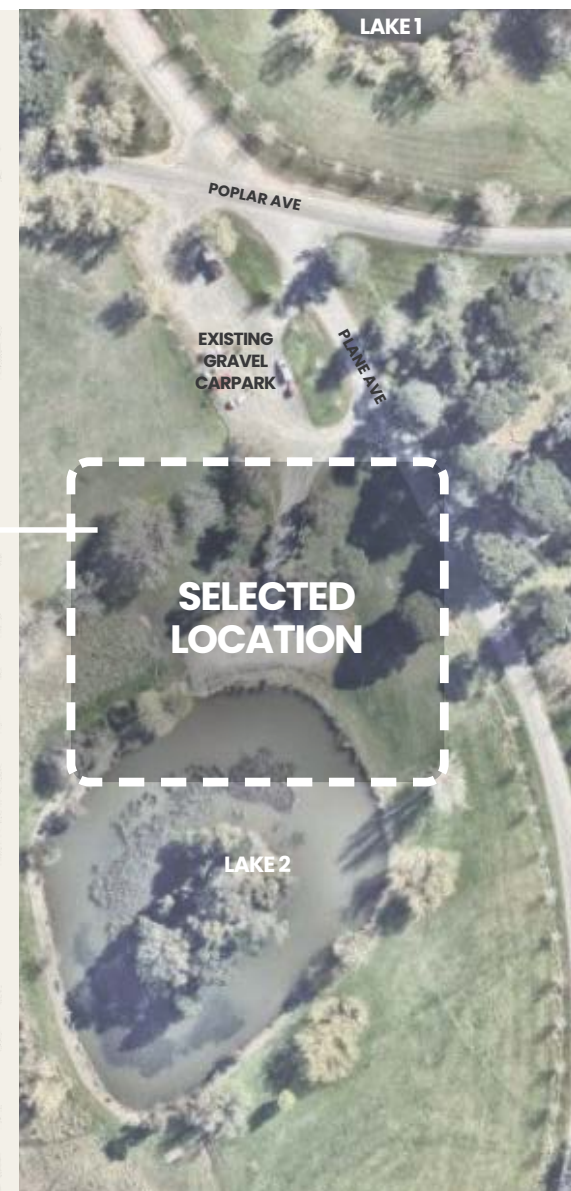 LAKE 1
POPLAR AVE
EXISTING
GRAVEL
CARPARK
PLANE AVE
SELECTED
LOCATION
LAKE 2